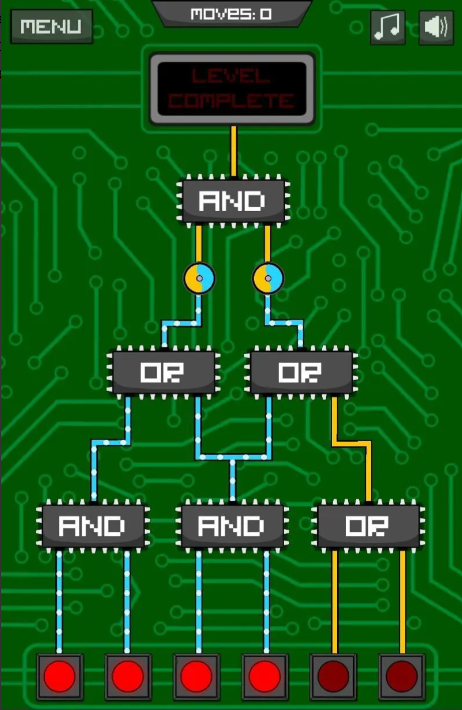 MENU
MOVES: 0
LEVEL
COMPLETE
AND
OR OR
AND AND OR